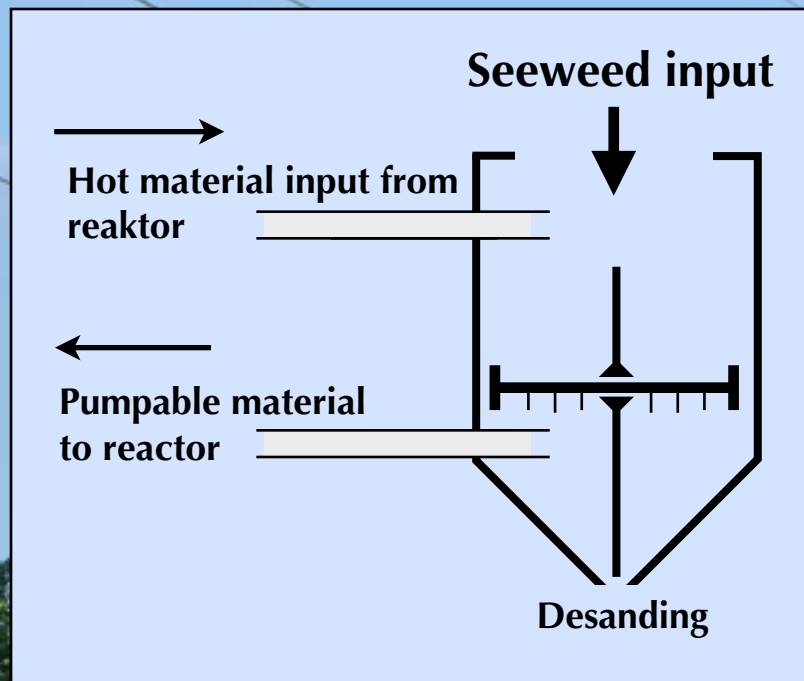 Seeweed input
Hot material input from
reaktor
Pumpable material
to reactor
Desanding